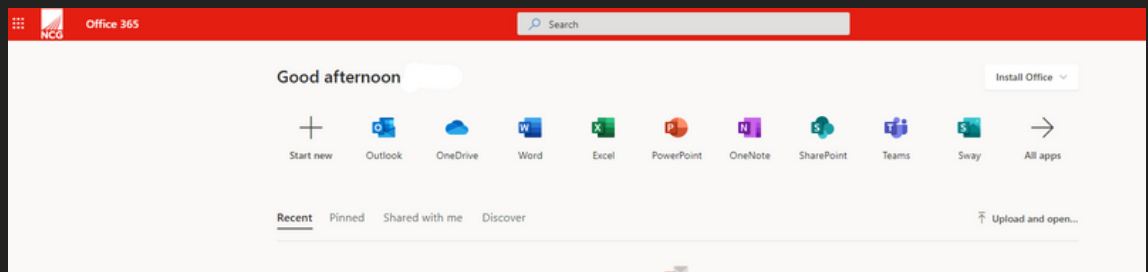 NCG Office 365 Search
Good afternoon
Install Office
Start new Outlook OneDrive Word Excel PowerPoint OneNote SharePoint Teams Sway All apps
Recent Pinned Shared with me Discover Upload and open...